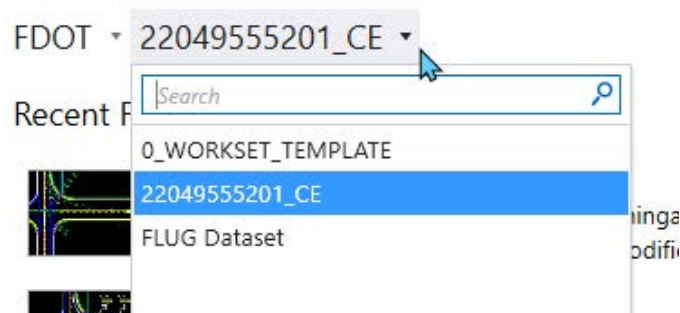 FDOT 22049555201_CE
Search
Recent
0_WORKSET_TEMPLATE
22049555201_CE
FLUG Dataset